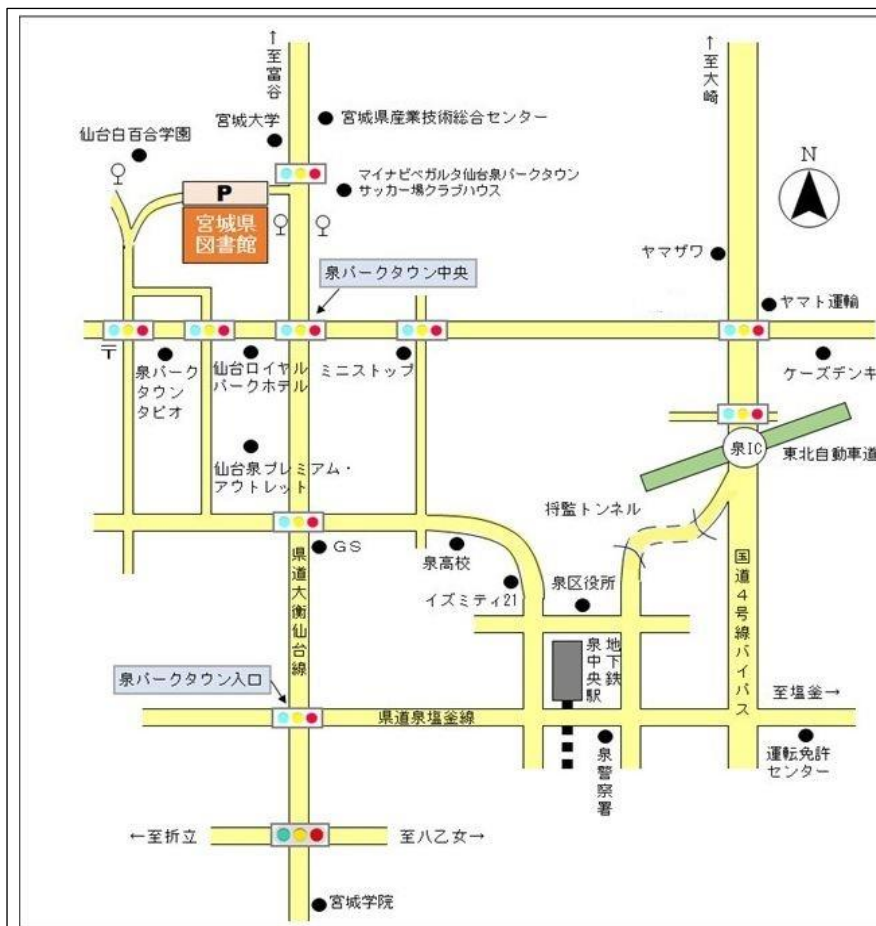 ↑至富谷
↑至大崎
宮城県産業技術総合センター
宮城大学
仙台白百合学園
N
マイナビベガルタ仙台泉パークタウン
サッカー場クラブハウス
P
宮城県
図書館
ヤマザワ
泉パークタウン中央
ヤマト運輸
〒
泉パーク
タウン
タピオ
仙台ロイヤル
パークホテル
ミニストップ
ケーズデンキ
泉IC
東北自動車道
仙台泉プレミアム・
アウトレット
将監トンネル
GS
泉高校
イズミティ21
泉区役所
県道大衡仙台線
国道4号線バイパス
地下鉄
泉中央駅
泉パークタウン入口
至塩釜→
県道泉塩釜線
泉警察署
運転免許
センター
←至折立
至八乙女→
宮城学院